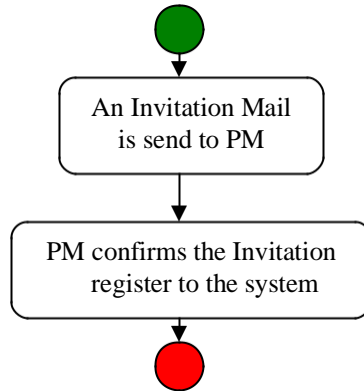 An Invitation Mail
is send to PM
PM confirms the Invitation
register to the system